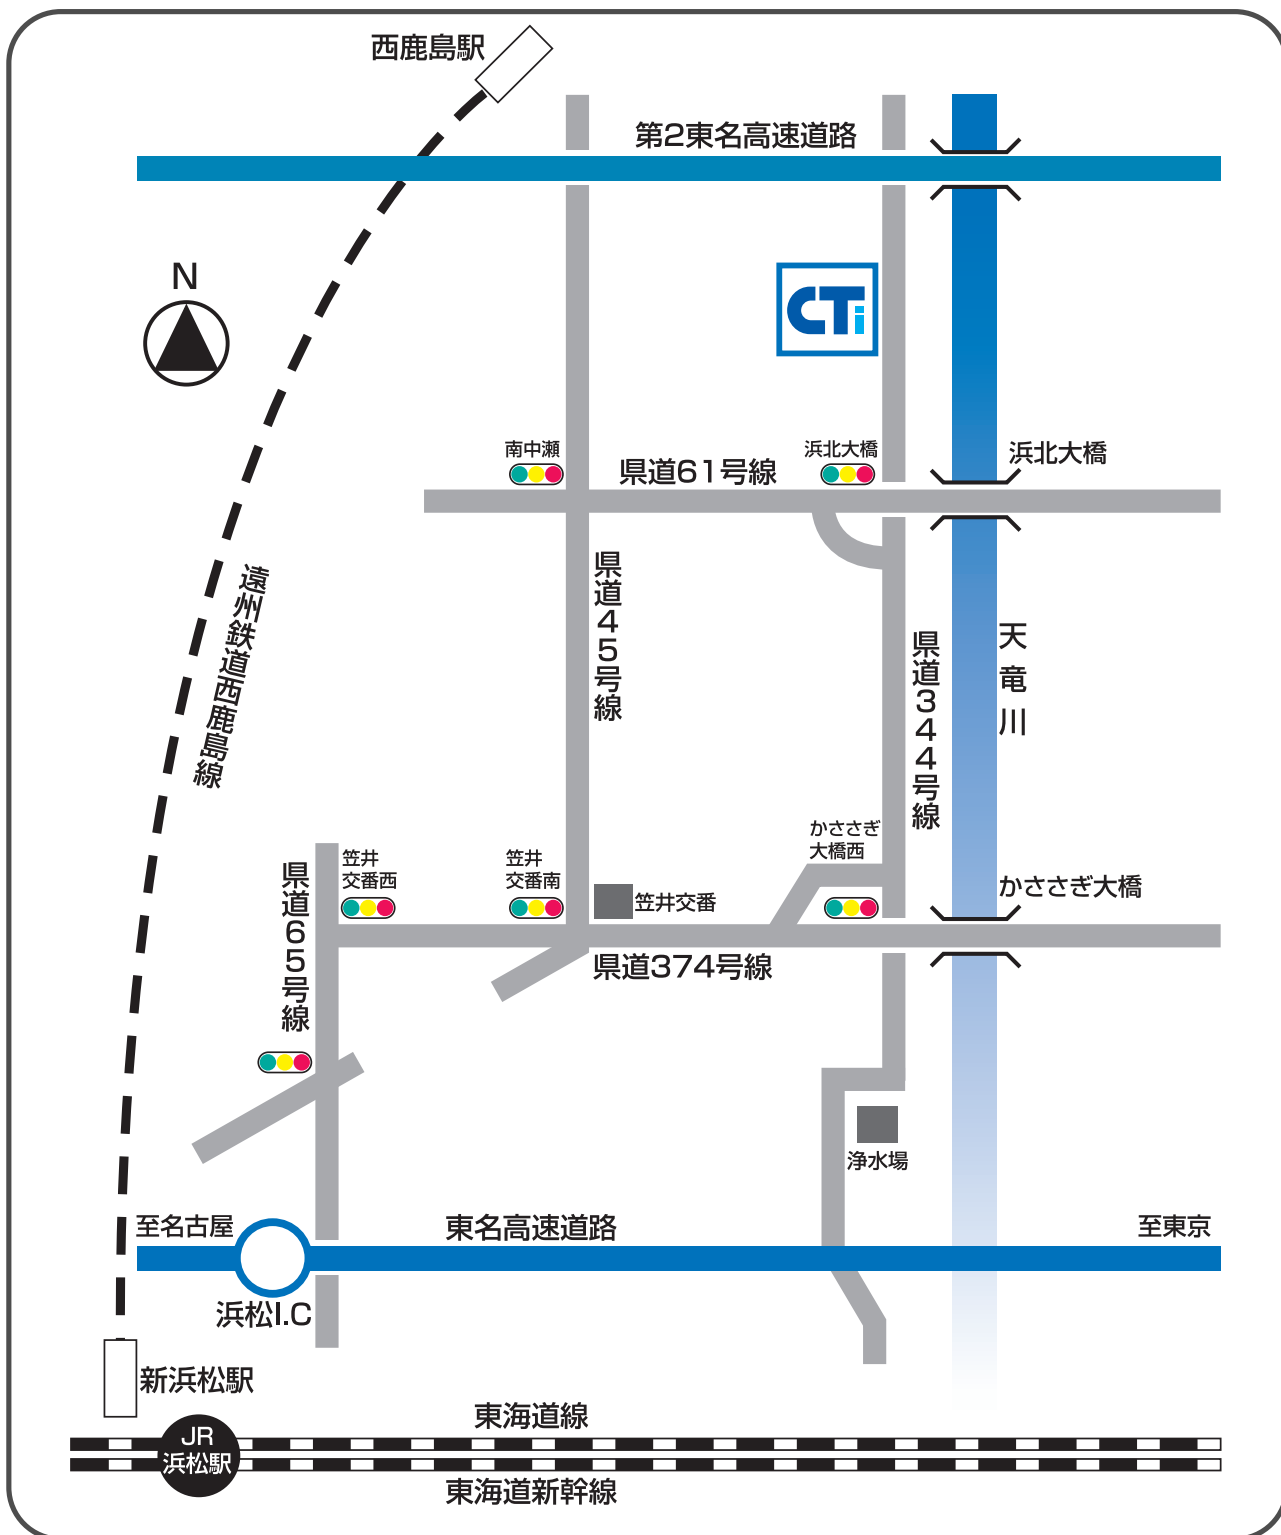 西鹿島駅
第2東名高速道路
N
CTi
南中瀬
浜北大橋
県道61号線
浜北大橋
遠州鉄道西鹿島線
県道45号線
県道344号線
天竜川
かささぎ
大橋西
笠井
交番西
笠井
交番南
県道65号線
笠井交番
かささぎ大橋
県道374号線
浄水場
至名古屋
東名高速道路
至東京
浜松I.C
新浜松駅
東海道線
JR
浜松駅
東海道新幹線